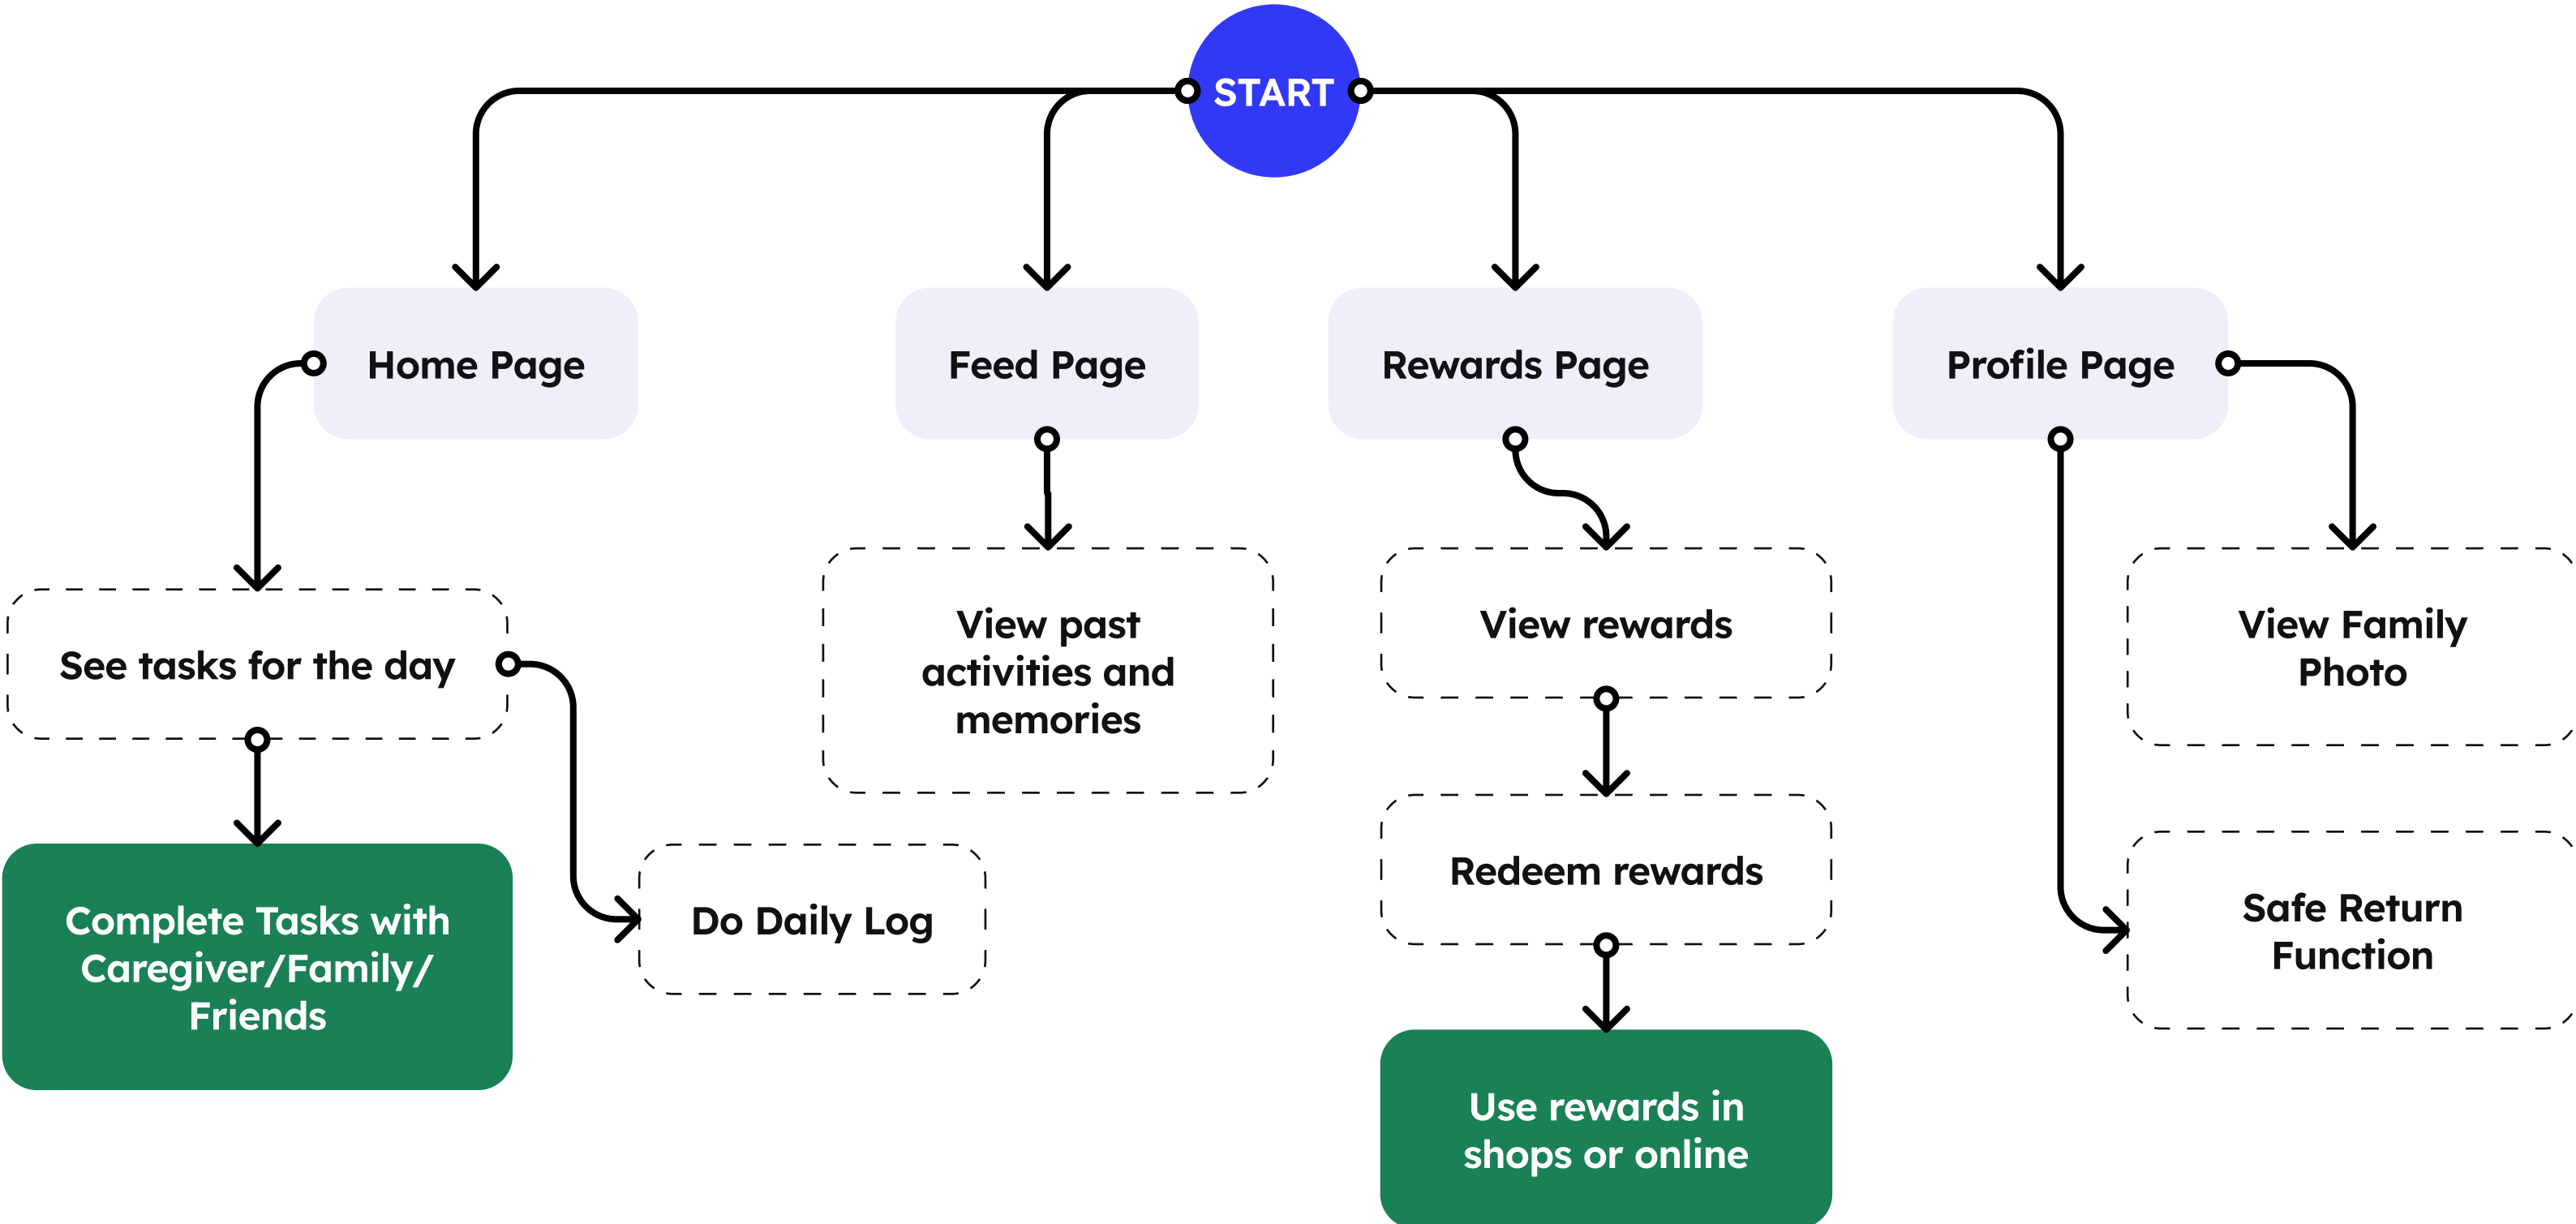 START
Home Page
Feed Page
Rewards Page
Profile Page
See tasks for the day
View past
activities and
memories
View rewards
View Family
Photo
Complete Tasks with
Caregiver/Family/
Friends
Do Daily Log
Redeem rewards
Safe Return
Function
Use rewards in
shops or online